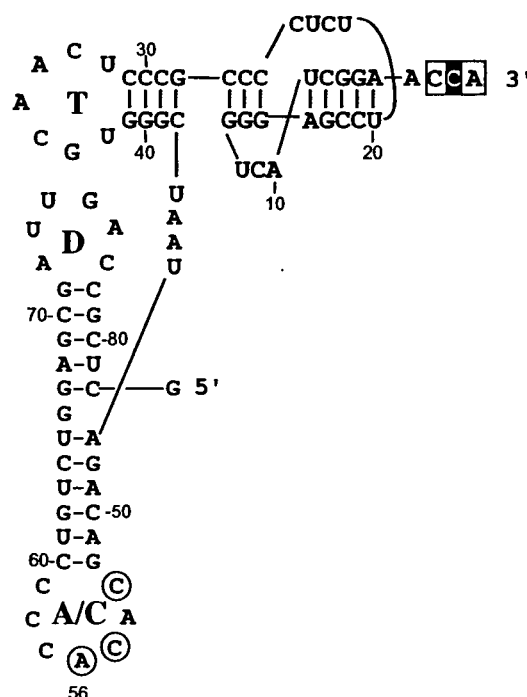 CUCU
30
C
A U CCCG CCC UCGGA A CCA 3'
A T
C G U GGGC GGG AGCCU
40 UCA 20
10
U G U
U D A A
A C A
U
G-C
70-C-G
G-C-80
A-U
G-C G 5'
G
U-A
C-G
U-A
G-C-50
U-A
60-C-G
C C
C A/C A
C A C
56